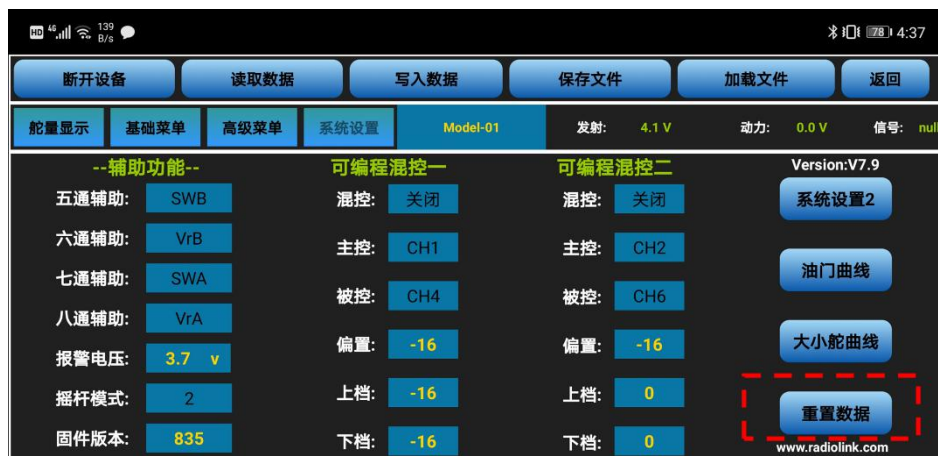 HD 4G 139 B/s 78 4:37
断开设备 读取数据 写入数据 保存文件 加载文件 返回
舵量显示 基础菜单 高级菜单 系统设置 Model-01 发射: 4.1 V 动力: 0.0 V 信号: null
--辅助功能-- 可编程混控一 可编程混控二 Version:V7.9
五通辅助: SWB 混控: 关闭 混控: 关闭 系统设置2
六通辅助: VrB 主控: CH1 主控: CH2
七通辅助: SWA 被控: CH4 被控: CH6 油门曲线
八通辅助: VrA 偏置: -16 偏置: -16 大小舵曲线
报警电压: 3.7 v
摇杆模式: 2 上档: -16 上档: 0 重置数据
固件版本: 835 下档: -16 下档: 0 www.radiolink.com